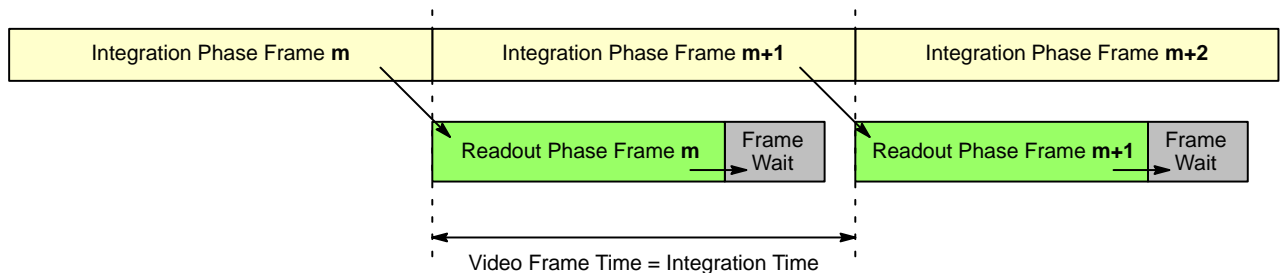 Integration Phase Frame m
Integration Phase Frame m+1
Integration Phase Frame m+2
Readout Phase Frame m
Frame
Wait
Readout Phase Frame m+1
Frame
Wait
Video Frame Time = Integration Time